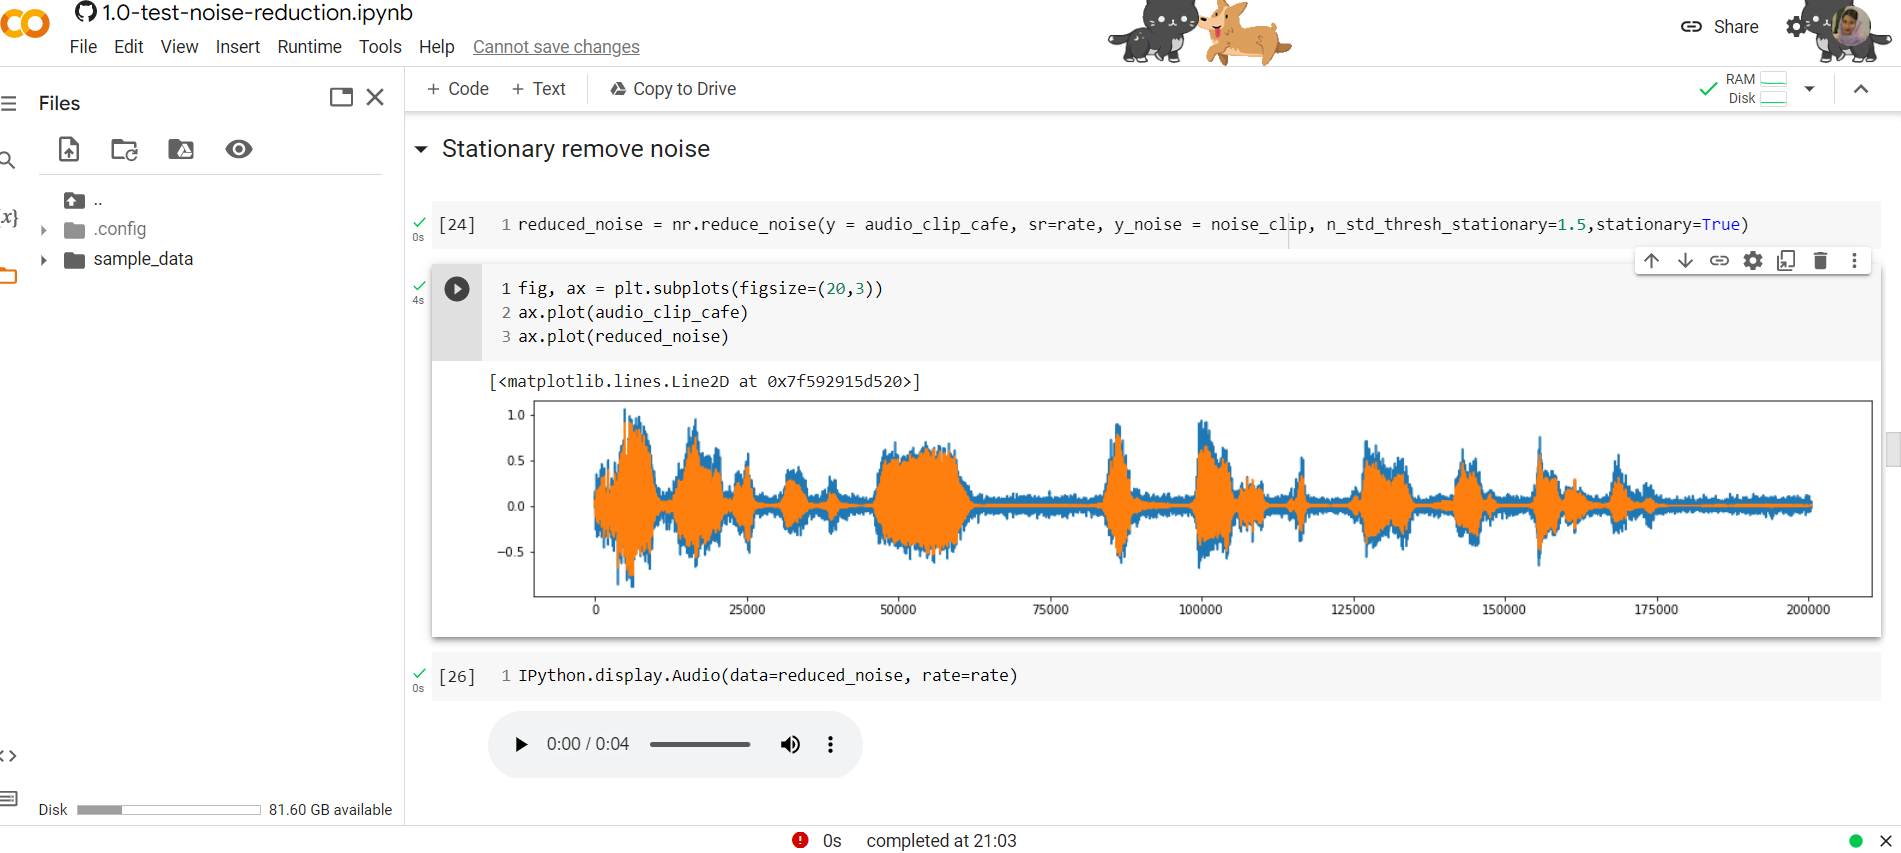 1.0-test-noise-reduction.ipynb
File Edit View Insert Runtime Tools Help Cannot save changes
Share
Files
+ Code + Text Copy to Drive
RAM
Disk
..
.config
sample_data
{x}
Stationary remove noise
0s
[24] 1 reduced_noise = nr.reduce_noise(y = audio_clip_cafe, sr=rate, y_noise = noise_clip, n_std_thresh_stationary=1.5,stationary=True)
4s
1 fig, ax = plt.subplots(figsize=(20,3))
2 ax.plot(audio_clip_cafe)
3 ax.plot(reduced_noise)
[<matplotlib.lines.Line2D at 0x7f592915d520>]
1.0
0.5
0.0
−0.5
0 25000 50000 75000 100000 125000 150000 175000 200000
0s
[26] 1 IPython.display.Audio(data=reduced_noise, rate=rate)
0:00 / 0:04
Disk 81.60 GB available
0s completed at 21:03